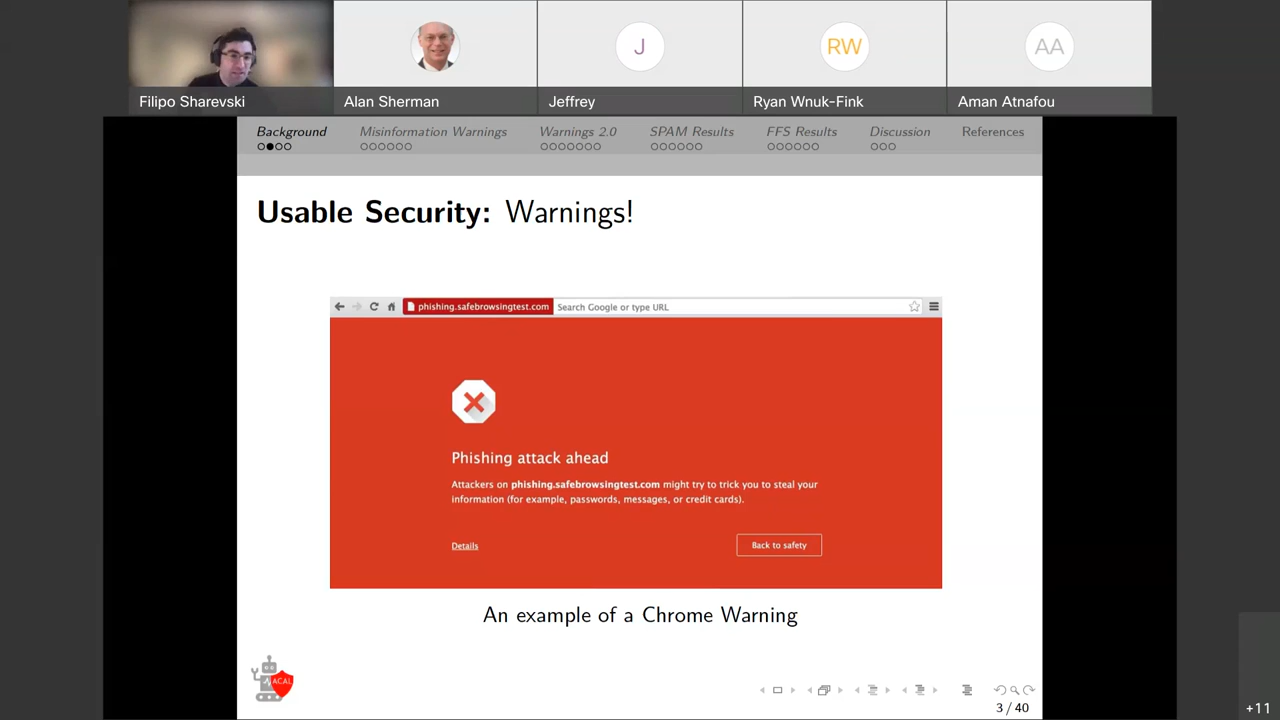 J
RW
AA
Filipo Sharevski
Alan Sherman
Jeffrey
Ryan Wnuk-Fink
Aman Atnafou
Background
Misinformation Warnings
Warnings 2.0
SPAM Results
FFS Results
Discussion
References
Usable Security: Warnings!
phishing.safebrowsingtest.com
Search Google or type URL
Phishing attack ahead
Attackers on phishing.safebrowsingtest.com might try to trick you to steal your
information (for example, passwords, messages, or credit cards).
Details
Back to safety
An example of a Chrome Warning
ACAL
3 / 40
+11